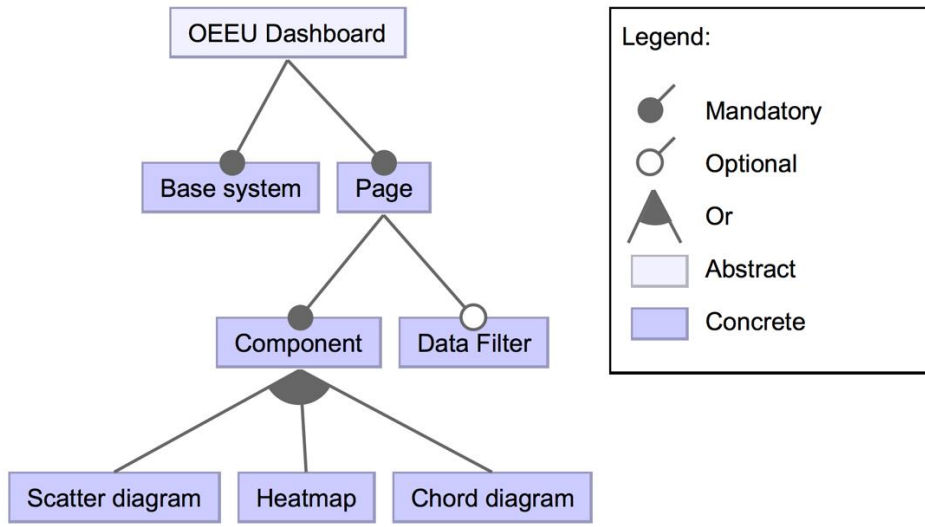 OEEU Dashboard
Legend:
Mandatory
Optional
Or
Abstract
Concrete
Base system
Page
Component
Data Filter
Scatter diagram
Heatmap
Chord diagram